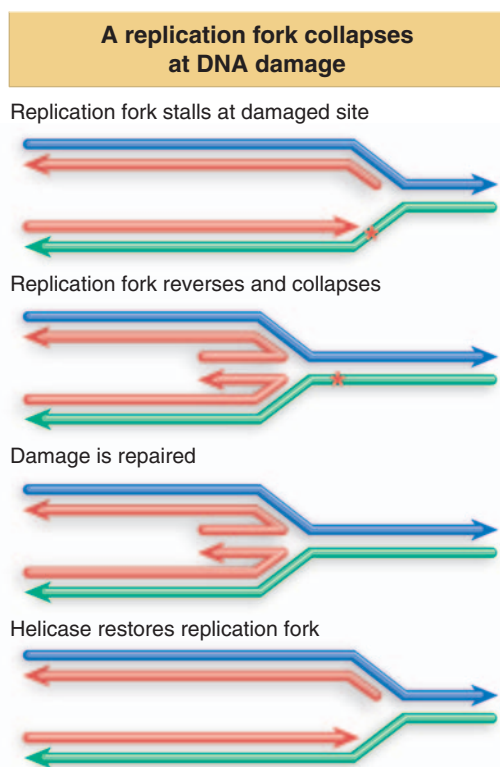 A replication fork collapses
at DNA damage
Replication fork stalls at damaged site
Replication fork reverses and collapses
Damage is repaired
Helicase restores replication fork